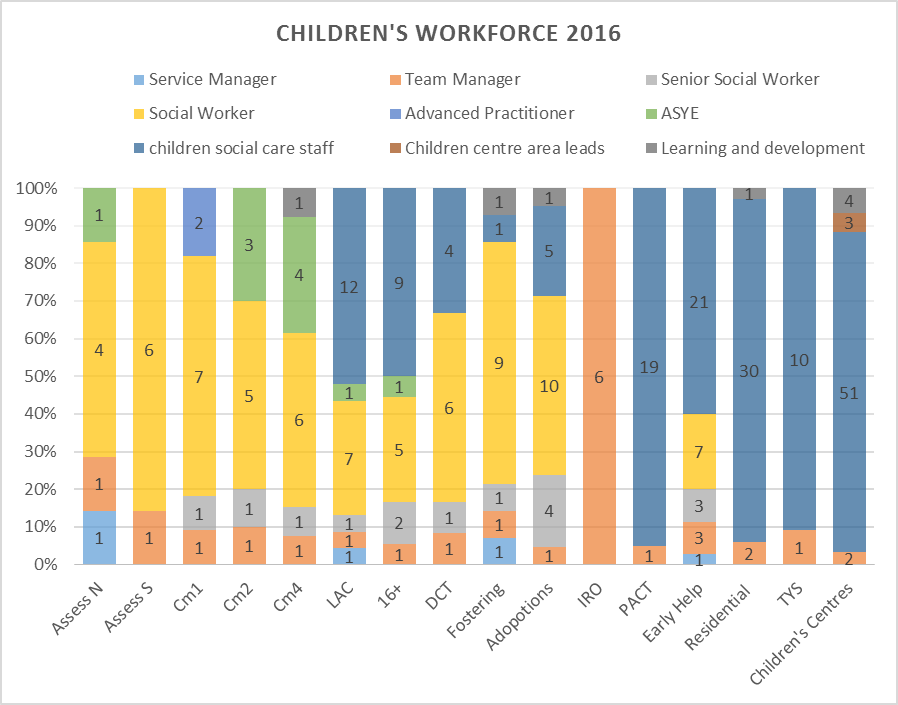 CHILDREN'S WORKFORCE 2016
Service Manager Team Manager Senior Social Worker
Social Worker Advanced Practitioner ASYE
children social care staff Children centre area leads Learning and development
100%
90%
80%
70%
60%
50%
40%
30%
20%
10%
0%
1 4 1 1
6 1
2 7 1 1
3 5 1 1
1 4 6 1 1
12 1 7 1 1 1
9 1 5 2 1
4 6 1 1
1 1 9 1 1 1
1 5 10 4 1
6
19 1
21 7 3 3 1
1 30 2
10 1
4 3 51 2
Assess N
Assess S
Cm1
Cm2
Cm4
LAC
16+
DCT
Fostering
Adopotions
IRO
PACT
Early Help
Residential
TYS
Children's Centres